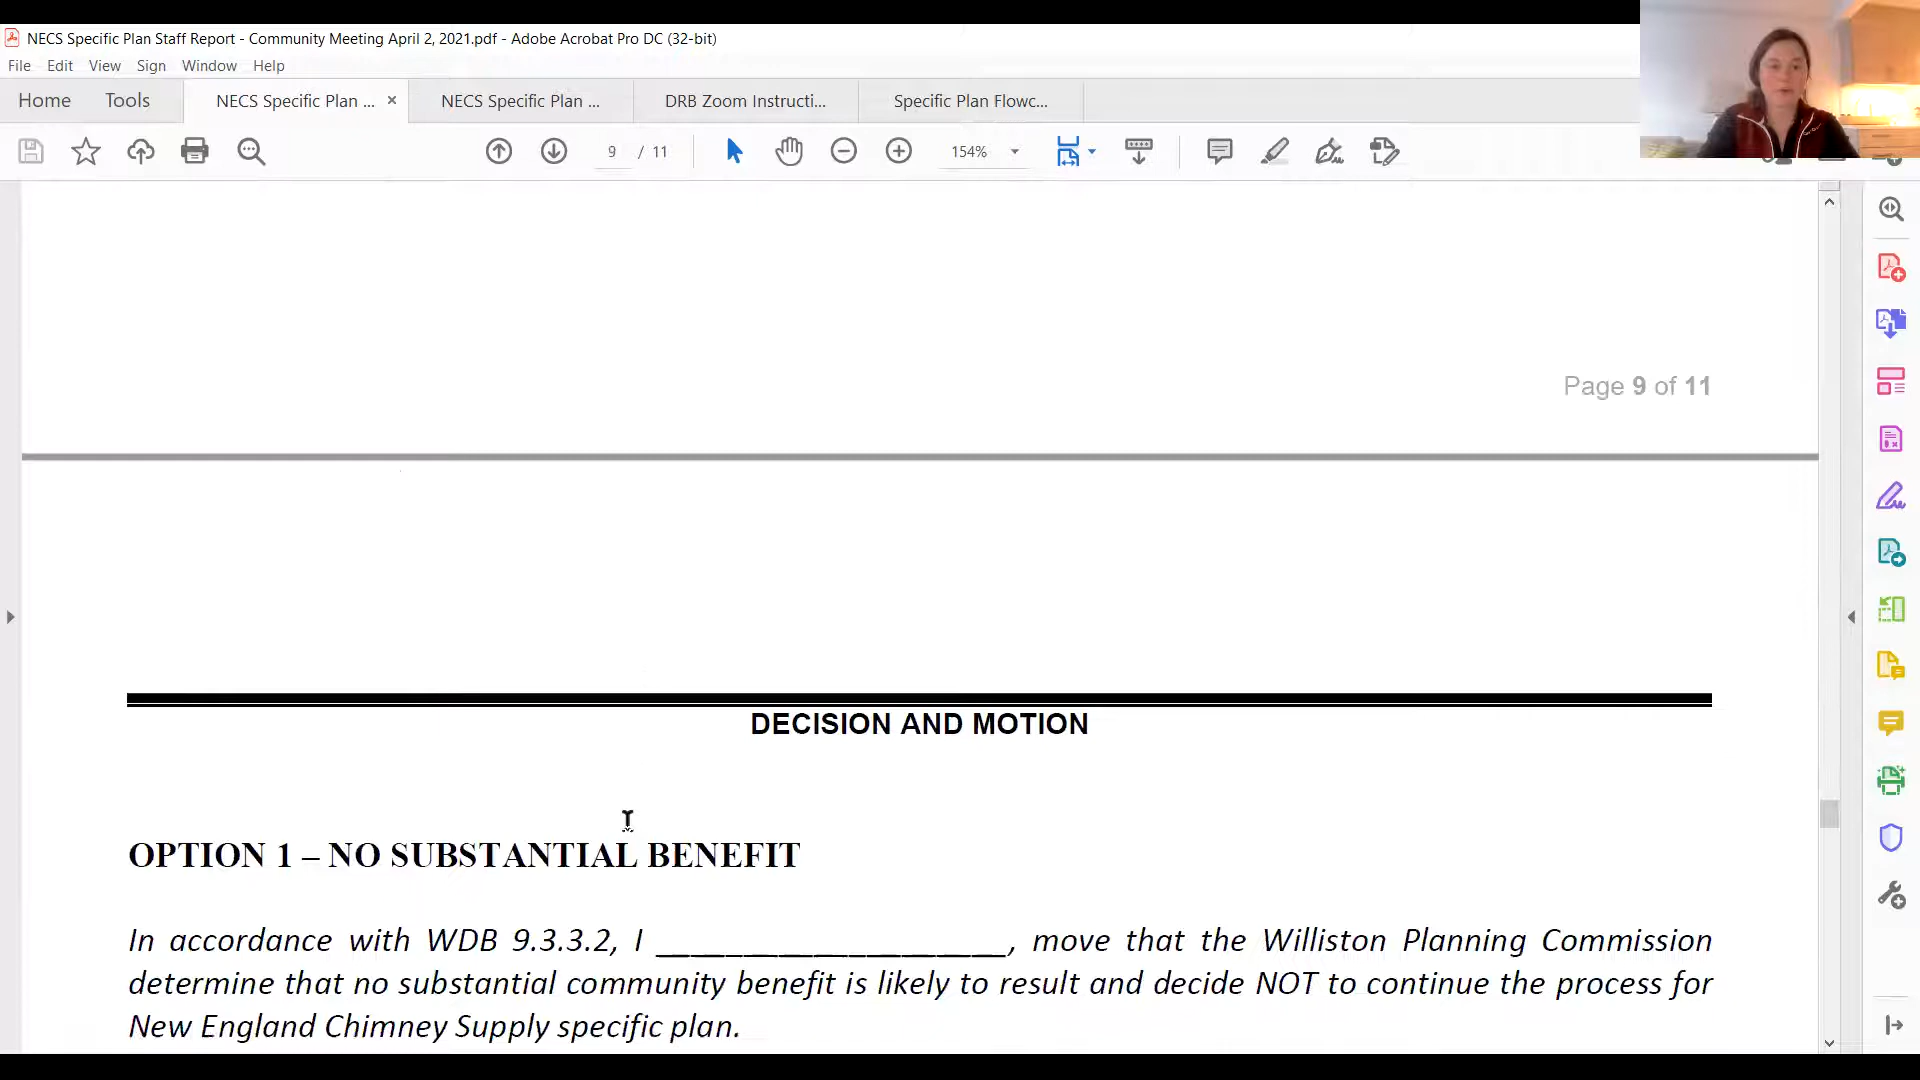 NECS Specific Plan Staff Report - Community Meeting April 2, 2021.pdf - Adobe Acrobat Pro DC (32-bit)
File Edit View Sign Window Help
Home Tools NECS Specific Plan ... × NECS Specific Plan ... DRB Zoom Instructi... Specific Plan Flowc...
9 / 11 154%
Page 9 of 11
DECISION AND MOTION
OPTION 1 – NO SUBSTANTIAL BENEFIT
In accordance with WDB 9.3.3.2, I ____________________, move that the Williston Planning Commission
determine that no substantial community benefit is likely to result and decide NOT to continue the process for
New England Chimney Supply specific plan.